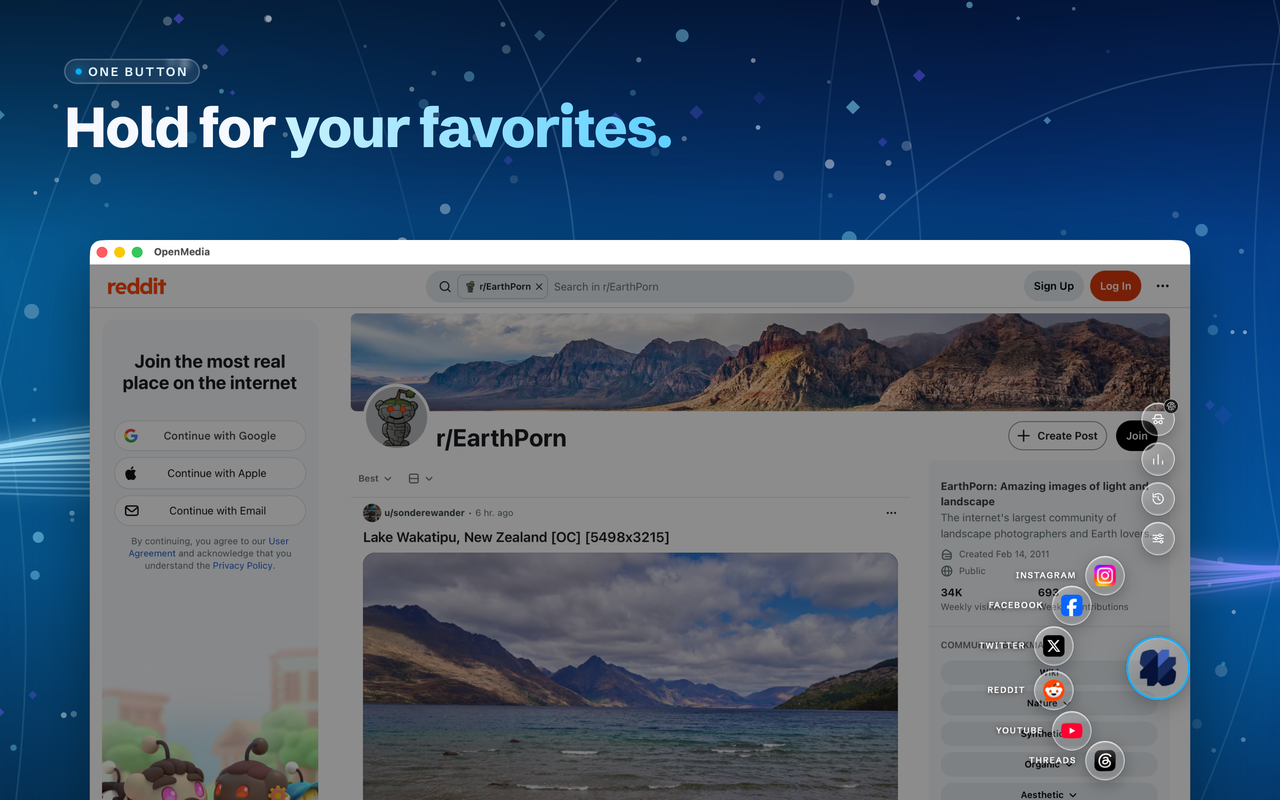 ONE BUTTON
Hold for your favorites.
OpenMedia
reddit
r/EarthPorn
Search in r/EarthPorn
Sign Up
Log In
Join the most real
place on the internet
Continue with Google
Continue with Apple
Continue with Email
By continuing, you agree to our User
Agreement and acknowledge that you
understand the Privacy Policy.
r/EarthPorn
Create Post
Join
Best
u/sonderewander • 6 hr. ago
Lake Wakatipu, New Zealand [OC] [5498x3215]
EarthPorn: Amazing images of light and
landscape
The internet's largest community of
landscape photographers and Earth lovers
Created Feb 14, 2011
Public
34K
693
Weekly
INSTAGRAM
FACEBOOK
TWITTER
REDDIT
YOUTUBE
THREADS
Wiki
Nature
Synthetic
Organic
Aesthetic